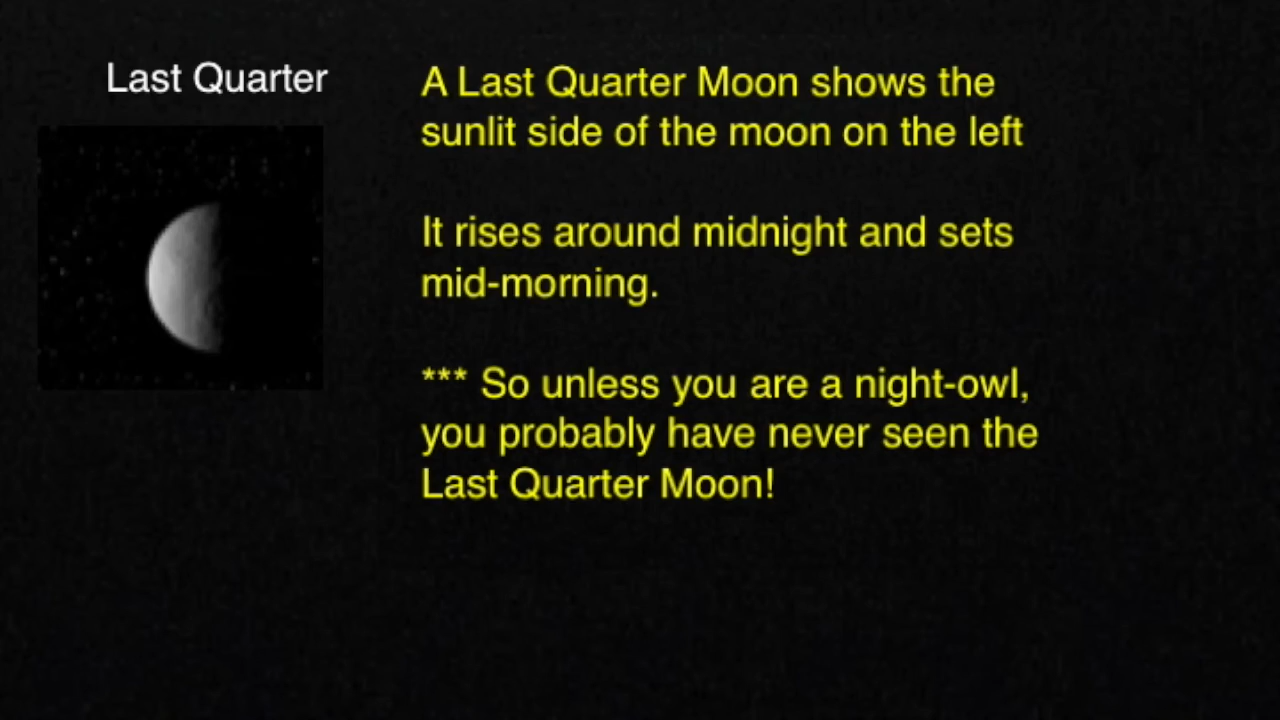 Last Quarter
A Last Quarter Moon shows the
sunlit side of the moon on the left
It rises around midnight and sets
mid-morning.
*** So unless you are a night-owl,
you probably have never seen the
Last Quarter Moon!